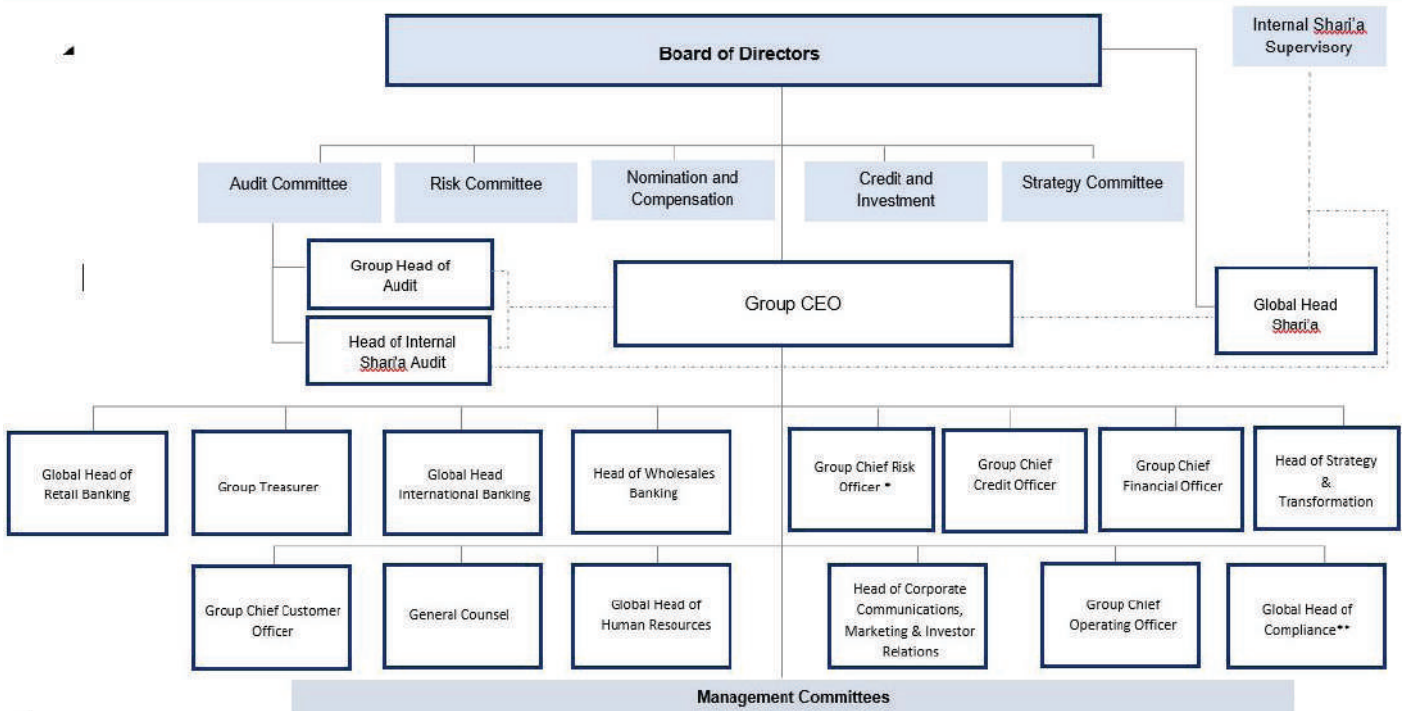 Board of Directors
Internal Shari'a
Supervisory
Audit Committee
Risk Committee
Nomination and
Compensation
Credit and
Investment
Strategy Committee
Group Head of
Audit
Group CEO
Global Head
Shari'a
Head of Internal
Shari'a Audit
Global Head of
Retail Banking
Group Treasurer
Global Head
International Banking
Head of Wholesales
Banking
Group Chief Risk
Officer *
Group Chief
Credit Officer
Group Chief
Financial Officer
Head of Strategy
&
Transformation
Group Chief Customer
Officer
General Counsel
Global Head of
Human Resources
Head of Corporate
Communications,
Marketing & Investor
Relations
Group Chief
Operating Officer
Global Head of
Compliance**
Management Committees